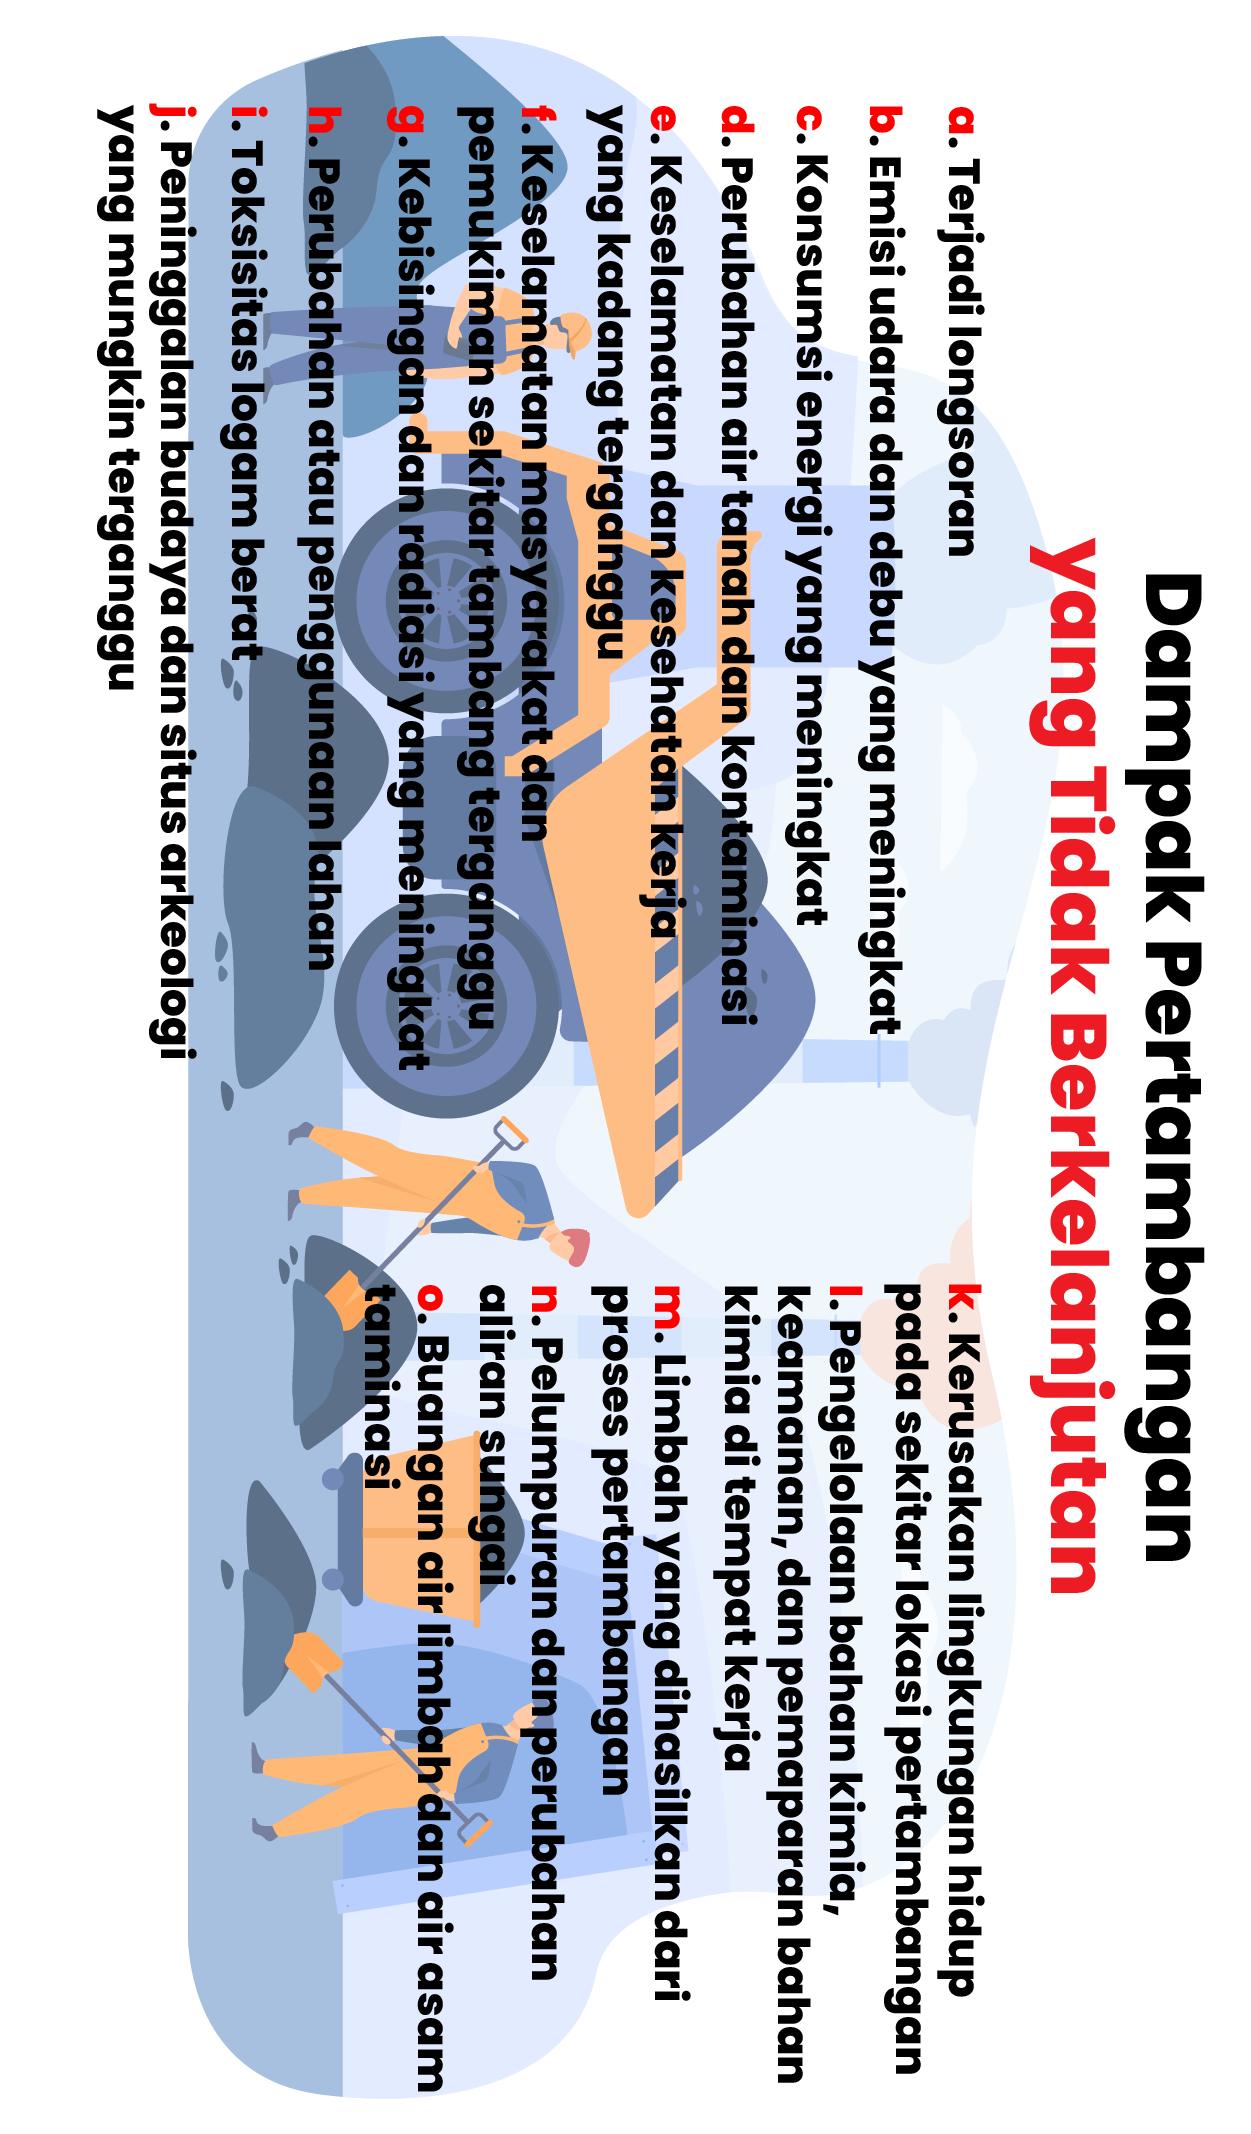 Dampak Pertambangan
yang Tidak Berkelanjutan
a. Terjadi longsoran
b. Emisi udara dan debu yang meningkat
c. Konsumsi energi yang meningkat
d. Perubahan air tanah dan kontaminasi
e. Keselamatan dan kesehatan kerja
yang kadang terganggu
f. Keselamatan masyarakat dan
pemukiman sekitar tambang terganggu
g. Kebisingan dan radiasi yang meningkat
h. Perubahan atau penggunaan lahan
i. Toksisitas logam berat
j. Peninggalan budaya dan situs arkeologi
yang mungkin terganggu
k. Kerusakan lingkungan hidup
pada sekitar lokasi pertambangan
l. Pengelolaan bahan kimia,
keamanan, dan pemaparan bahan
kimia di tempat kerja
m. Limbah yang dihasilkan dari
proses pertambangan
n. Pelumpuran dan perubahan
aliran sungai
o. Buangan air limbah dan air asam
taminasi